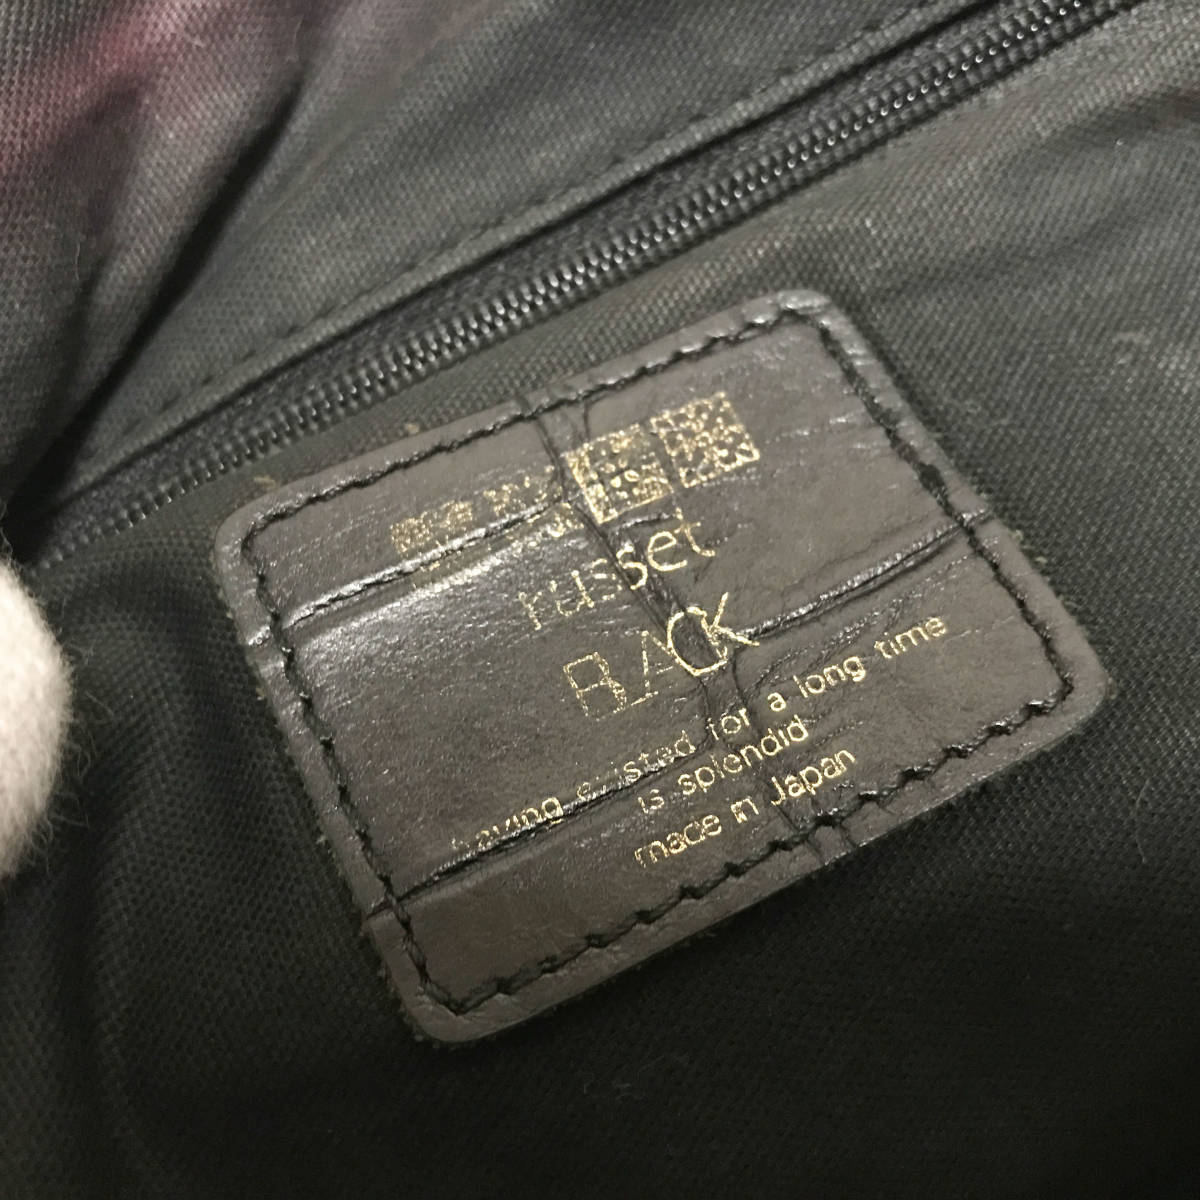 russet
BLACK
having existed for a long time
is splendid
made in Japan